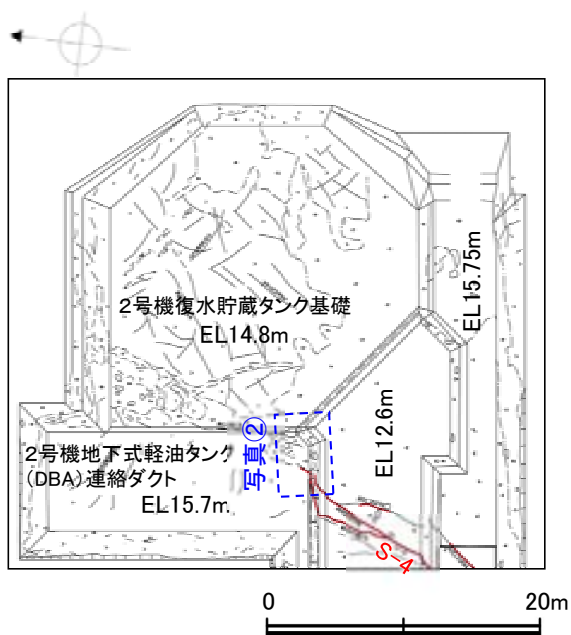 2号機復水貯蔵タンク基礎
EL14.8m
EL15.75m
EL12.6m
写真②
2号機地下式軽油タンク
(DBA)連絡ダクト
EL15.7m
S-4
0
20m